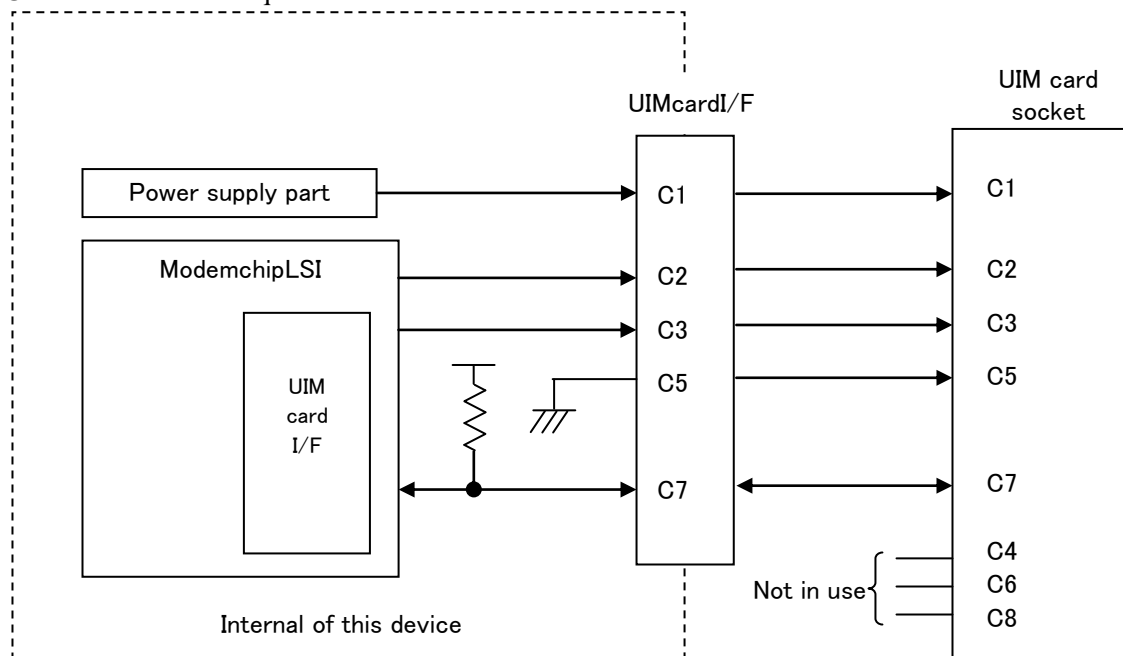 UIM card
socket
UIMcardI/F
Power supply part
C1
C1
ModemchipLSI
C2
C2
C3
C3
UIM
card
I/F
C5
C5
C7
C7
C4
Not in use
C6
C8
Internal of this device